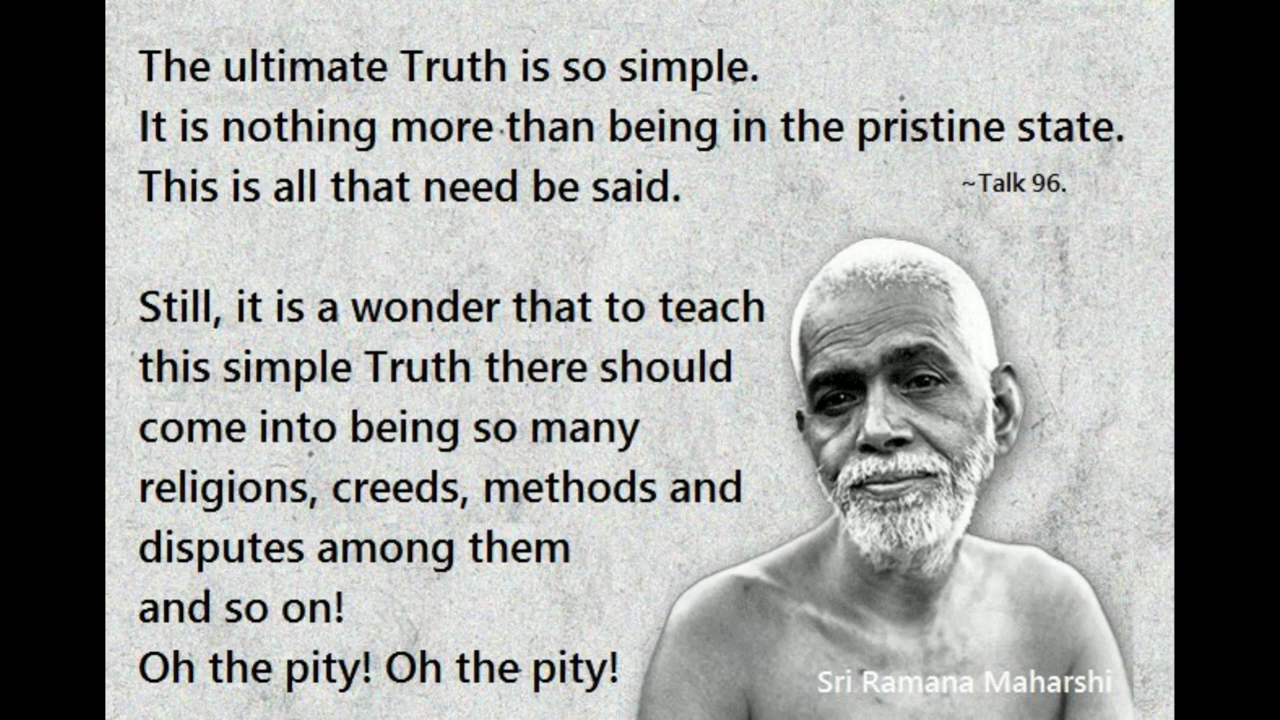 The ultimate Truth is so simple.
It is nothing more than being in the pristine state.
This is all that need be said.
~Talk 96.
Still, it is a wonder that to teach
this simple Truth there should
come into being so many
religions, creeds, methods and
disputes among them
and so on!
Oh the pity! Oh the pity!
Sri Ramana Maharshi